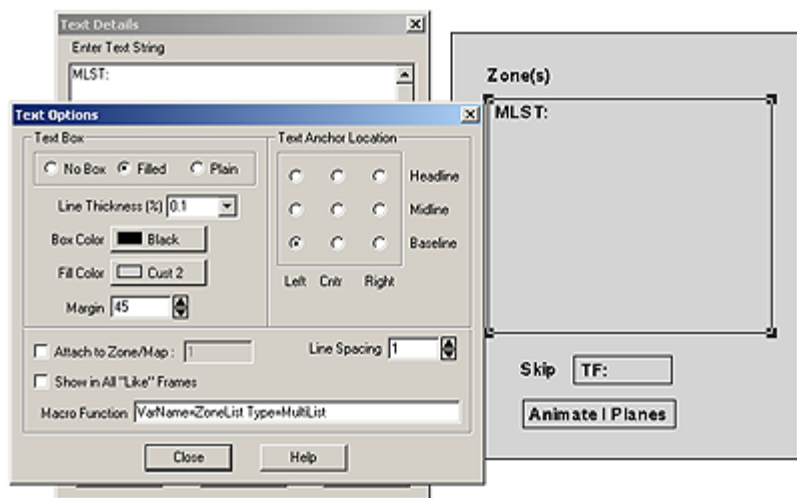 Text Details
Enter Text String
MLST:
Text Options
Text Box
No Box Filled Plain
Line Thickness (%) 0.1
Box Color Black
Fill Color Cust 2
Margin 45
Text Anchor Location
Headline
Midline
Baseline
Left Cntr Right
Attach to Zone/Map : 1
Line Spacing 1
Show in All "Like" Frames
Macro Function VarName=ZoneList Type=MultiList
Close Help
Zone(s)
MLST:
Skip TF:
Animate I Planes